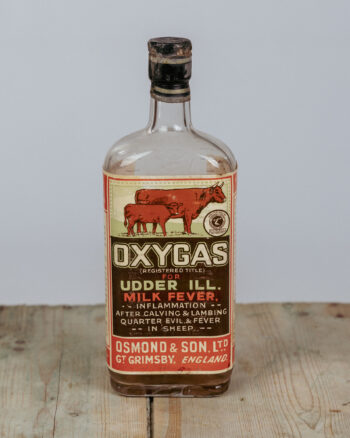 OXYGAS
(REGISTERED TITLE)
FOR
UDDER ILL.
MILK FEVER,
INFLAMMATION
AFTER CALVING & LAMBING
QUARTER EVIL & FEVER
IN SHEEP
OSMOND & SON, LTD
GT GRIMSBY, ENGLAND.